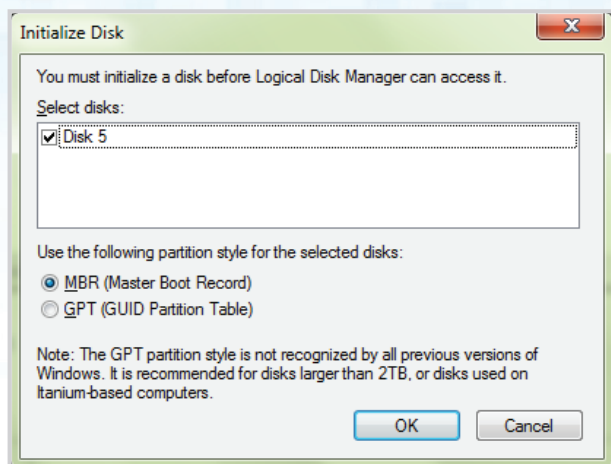 Initialize Disk
You must initialize a disk before Logical Disk Manager can access it.
Select disks:
Disk 5
Use the following partition style for the selected disks:
MBR (Master Boot Record)
GPT (GUID Partition Table)
Note: The GPT partition style is not recognized by all previous versions of
Windows. It is recommended for disks larger than 2TB, or disks used on
Itanium-based computers.
OK Cancel